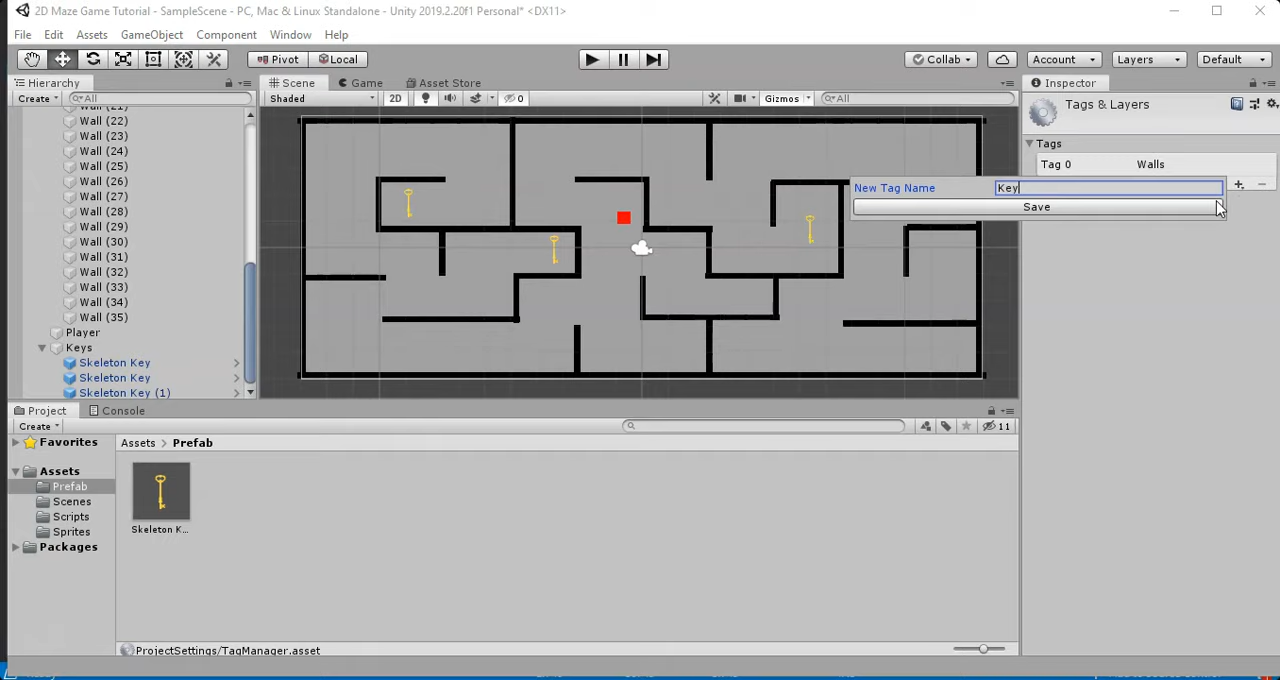 2D Maze Game Tutorial - SampleScene - PC, Mac & Linux Standalone - Unity 2019.2.20f1 Personal* <DX11>
File Edit Assets GameObject Component Window Help
Pivot Local Collab Account Layers Default
Hierarchy Scene Game Asset Store Inspector
Create All Shaded 2D 0 Gizmos All Tags & Layers
Wall (21)
Wall (22)
Wall (23)
Wall (24)
Wall (25)
Wall (26)
Wall (27)
Wall (28)
Wall (29)
Wall (30)
Wall (31)
Wall (32)
Wall (33)
Wall (34)
Wall (35)
Player
Keys
Skeleton Key
Skeleton Key
Skeleton Key (1)
Tags
Tag 0 Walls
New Tag Name Key
Save
Project Console
Create 11
Favorites
Assets
Prefab
Scenes
Scripts
Sprites
Packages
Assets > Prefab
Skeleton K...
ProjectSettings/TagManager.asset